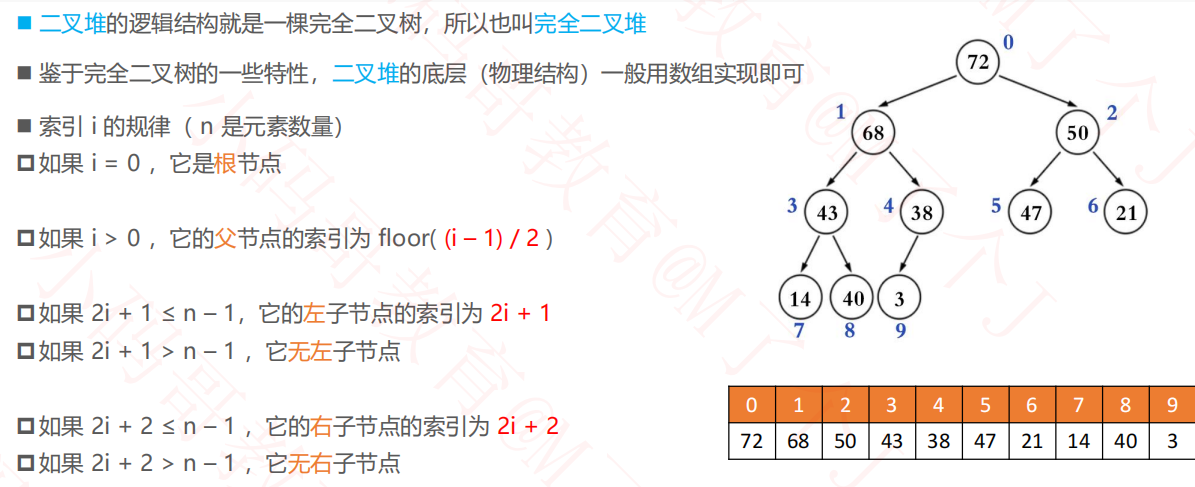 ■ 二叉堆的逻辑结构就是一棵完全二叉树，所以也叫完全二叉堆
■ 鉴于完全二叉树的一些特性，二叉堆的底层（物理结构）一般用数组实现即可
■ 索引 i 的规律（ n 是元素数量）
如果 i = 0 ，它是根节点
如果 i > 0 ，它的父节点的索引为 floor( (i – 1) / 2 )
如果 2i + 1 ≤ n – 1，它的左子节点的索引为 2i + 1
如果 2i + 1 > n – 1 ，它无左子节点
如果 2i + 2 ≤ n – 1 ，它的右子节点的索引为 2i + 2
如果 2i + 2 > n – 1 ，它无右子节点
0
72
1 2
68 50
3 4 5 6
43 38 47 21
14 40 3
7 8 9
0 1 2 3 4 5 6 7 8 9
72 68 50 43 38 47 21 14 40 3
小码哥教育@M了个J